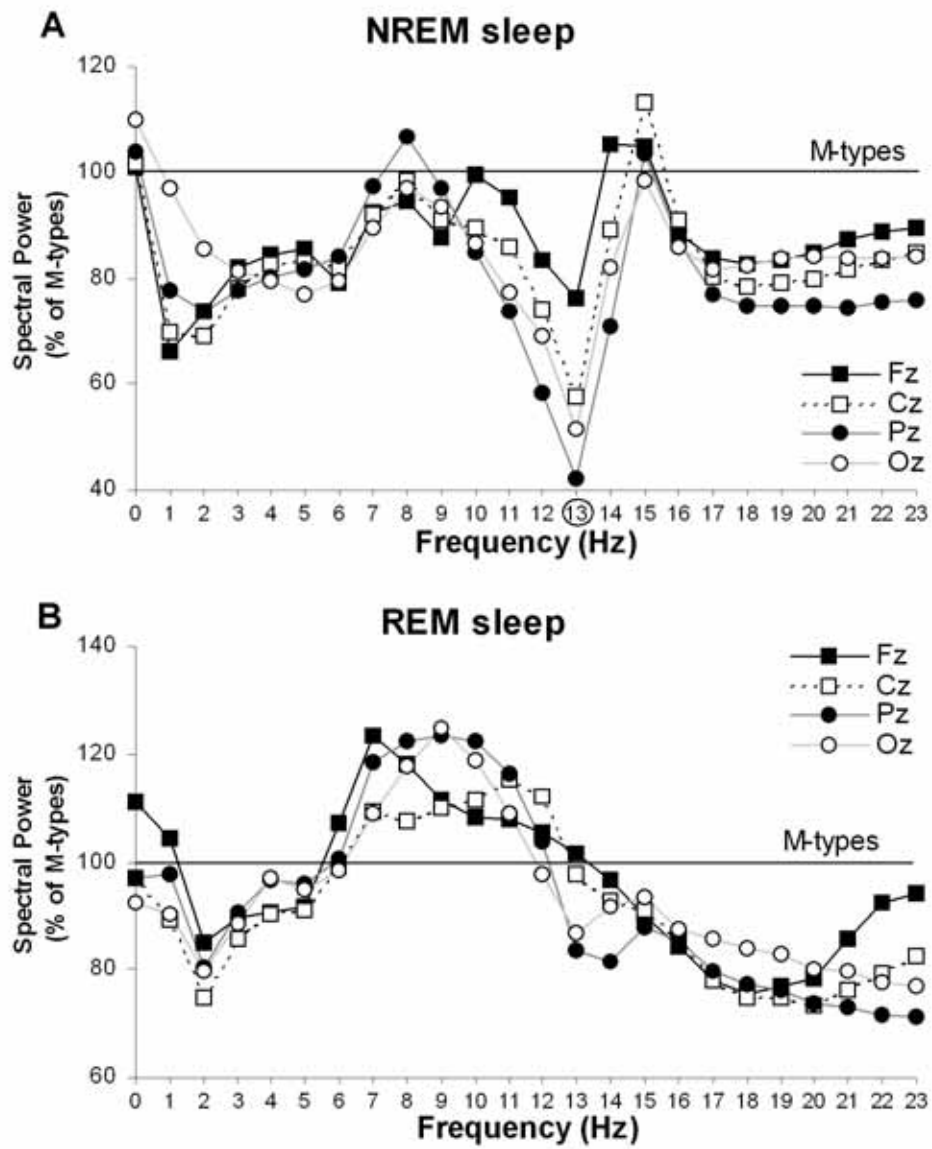 A
NREM sleep
120
100
80
60
40
Spectral Power
(% of M-types)
M-types
Fz
Cz
Pz
Oz
0 1 2 3 4 5 6 7 8 9 10 11 12 13 14 15 16 17 18 19 20 21 22 23
Frequency (Hz)
B
REM sleep
140
120
100
80
60
Spectral Power
(% of M-types)
Fz
Cz
Pz
Oz
M-types
0 1 2 3 4 5 6 7 8 9 10 11 12 13 14 15 16 17 18 19 20 21 22 23
Frequency (Hz)